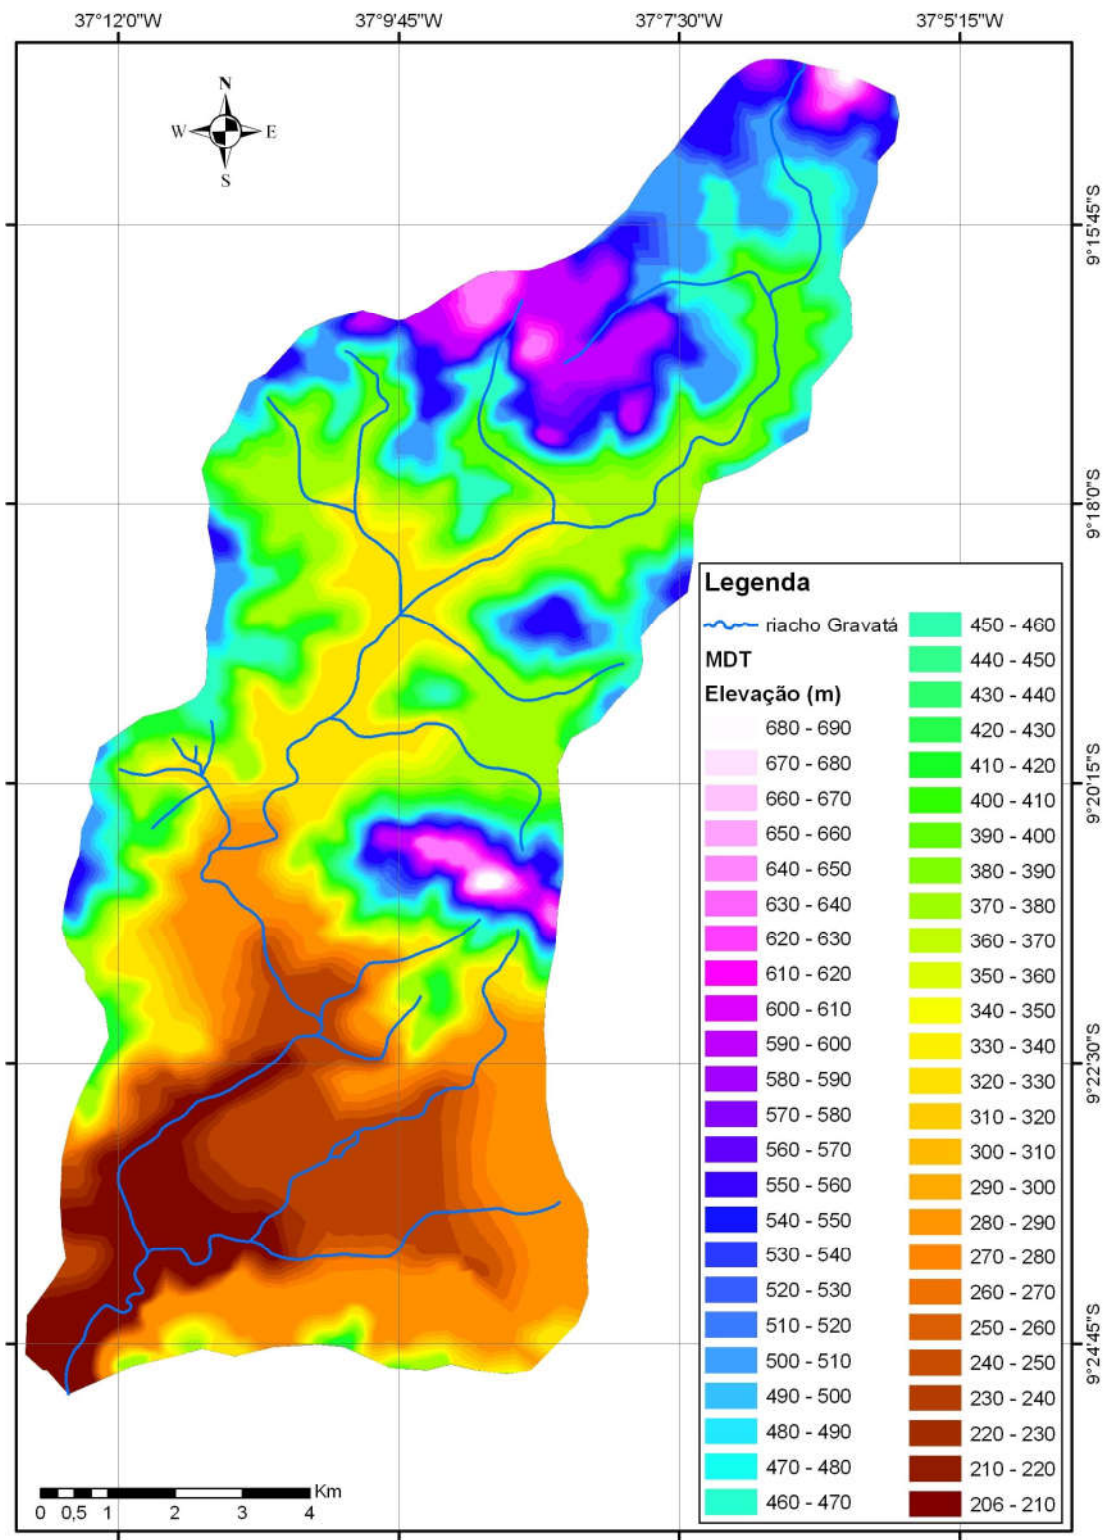 37°12'0"W 37°9'45"W 37°7'30"W 37°5'15"W
N
W E
S
9°15'45"S
9°18'0"S
9°20'15"S
9°22'30"S
9°24'45"S
Legenda
riacho Gravatá
MDT
Elevação (m)
680 - 690
670 - 680
660 - 670
650 - 660
640 - 650
630 - 640
620 - 630
610 - 620
600 - 610
590 - 600
580 - 590
570 - 580
560 - 570
550 - 560
540 - 550
530 - 540
520 - 530
510 - 520
500 - 510
490 - 500
480 - 490
470 - 480
460 - 470
450 - 460
440 - 450
430 - 440
420 - 430
410 - 420
400 - 410
390 - 400
380 - 390
370 - 380
360 - 370
350 - 360
340 - 350
330 - 340
320 - 330
310 - 320
300 - 310
290 - 300
280 - 290
270 - 280
260 - 270
250 - 260
240 - 250
230 - 240
220 - 230
210 - 220
206 - 210
Km
0 0,5 1 2 3 4